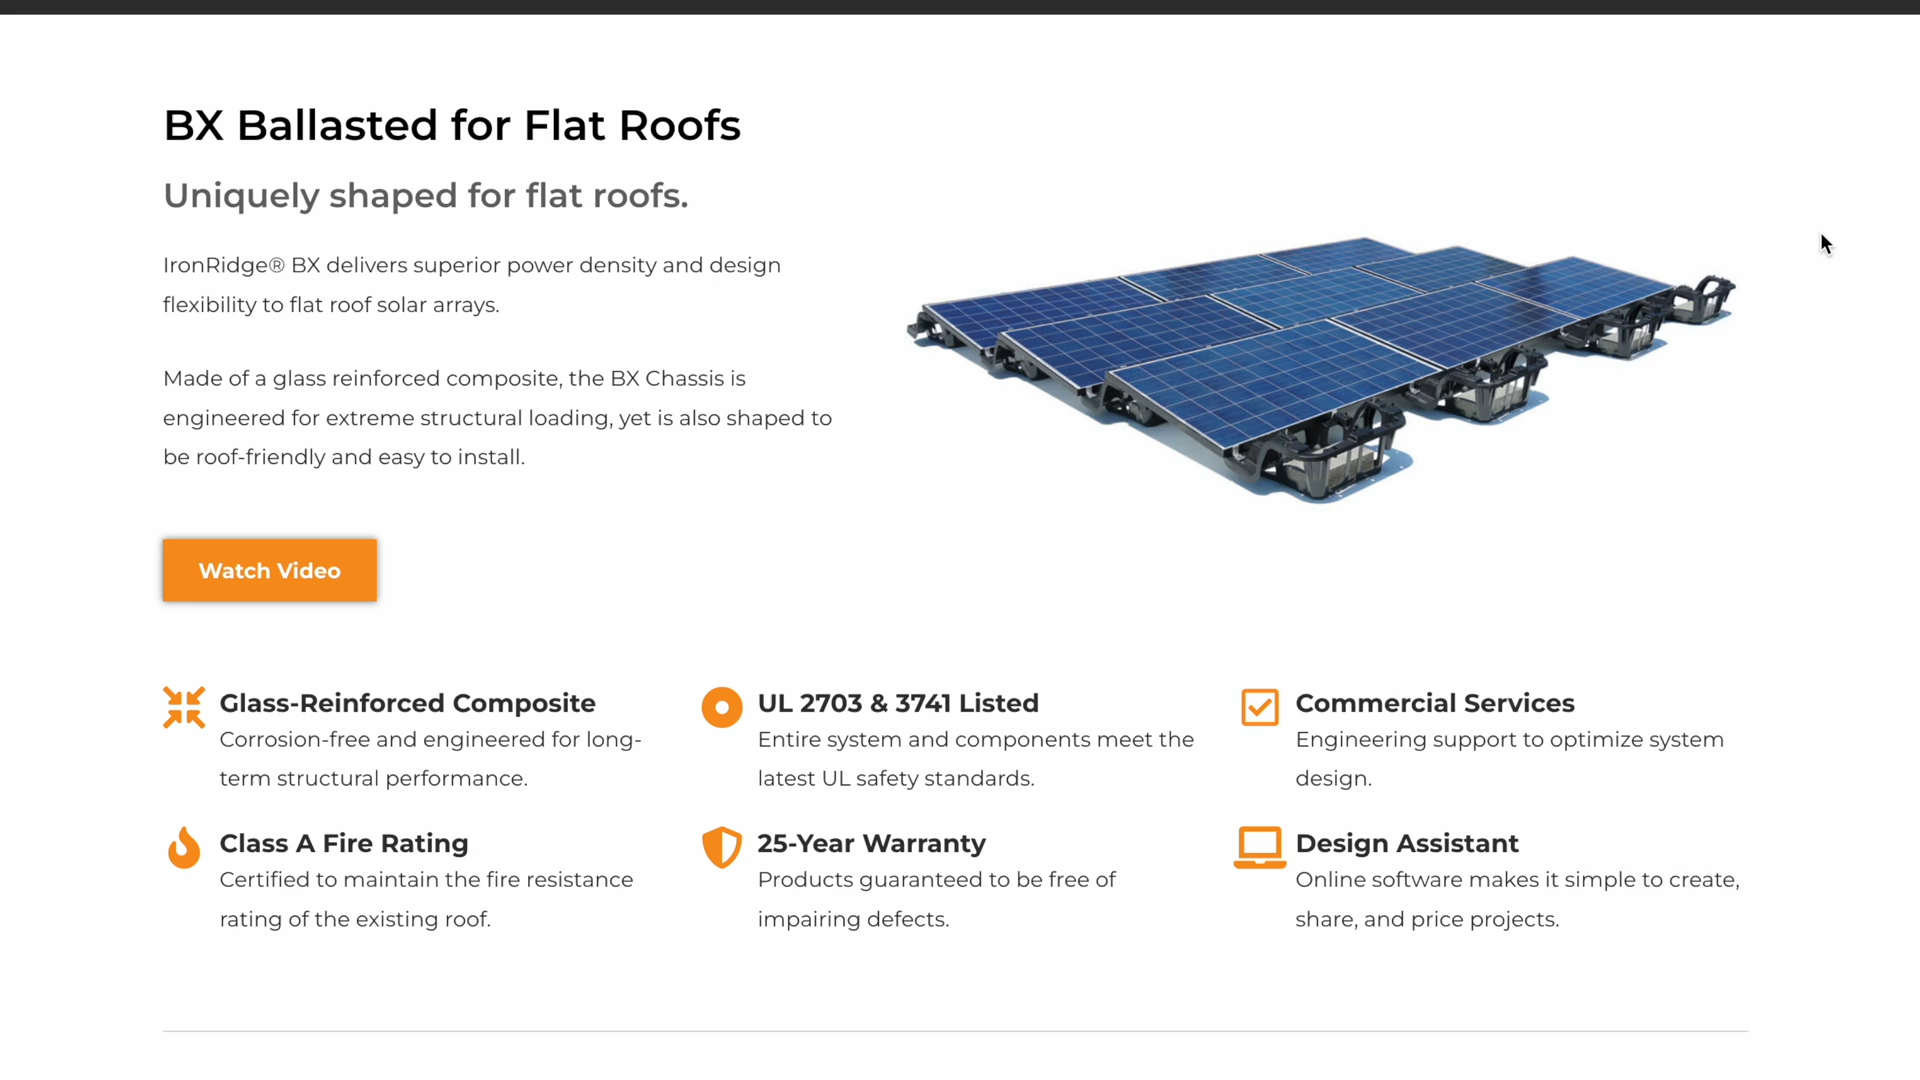 BX Ballasted for Flat Roofs
Uniquely shaped for flat roofs.
IronRidge® BX delivers superior power density and design
flexibility to flat roof solar arrays.
Made of a glass reinforced composite, the BX Chassis is
engineered for extreme structural loading, yet is also shaped to
be roof-friendly and easy to install.
Watch Video
Glass-Reinforced Composite
Corrosion-free and engineered for long-
term structural performance.
UL 2703 & 3741 Listed
Entire system and components meet the
latest UL safety standards.
Commercial Services
Engineering support to optimize system
design.
Class A Fire Rating
Certified to maintain the fire resistance
rating of the existing roof.
25-Year Warranty
Products guaranteed to be free of
impairing defects.
Design Assistant
Online software makes it simple to create,
share, and price projects.